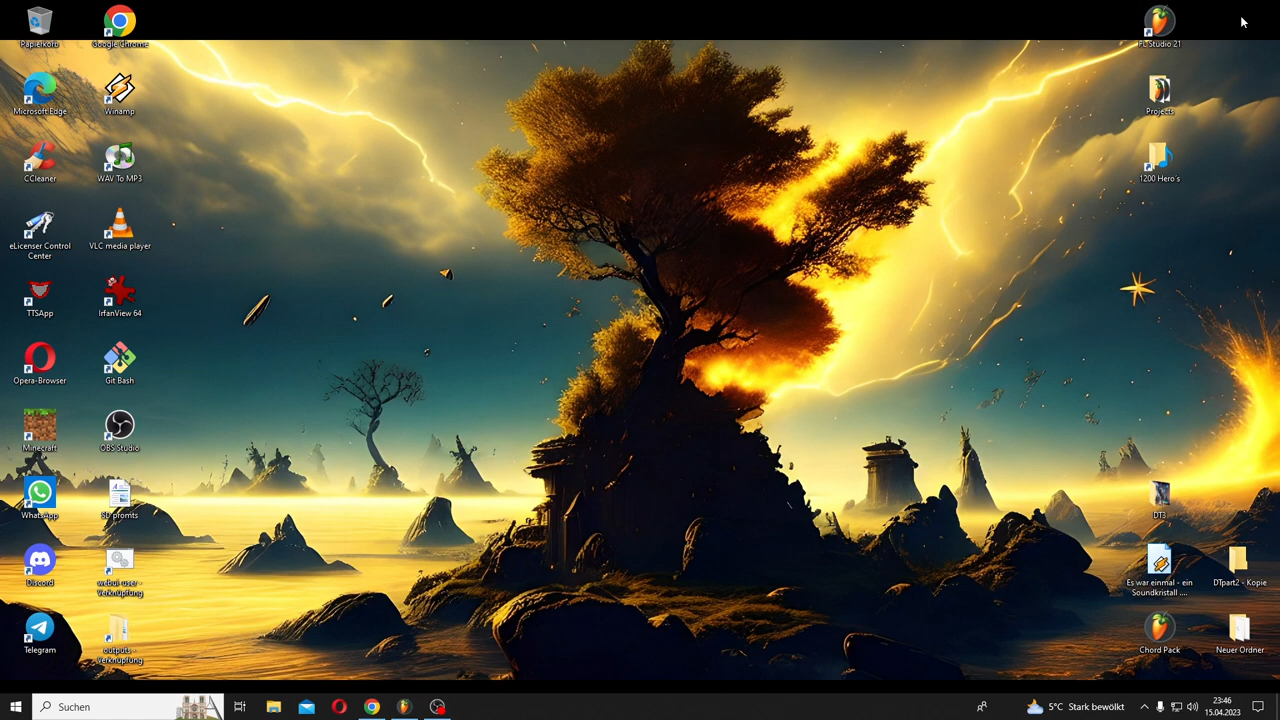 Papierkorb
Google Chrome
FL Studio 21
Microsoft Edge
Winamp
Projects
CCleaner
WAV To MP3
1200 Hero's
eLicenser Control
Center
VLC media player
TTSApp
IrfanView 64
Opera-Browser
Git Bash
Minecraft
OBS Studio
WhatsApp
SD promts
DT3
Discord
webui-user -
Verknüpfung
Es war einmal - ein
Soundkristall ....
DTpart2 - Kopie
Telegram
outputs -
Verknüpfung
Chord Pack
Neuer Ordner
Suchen
5°C Stark bewölkt
23:46
15.04.2023